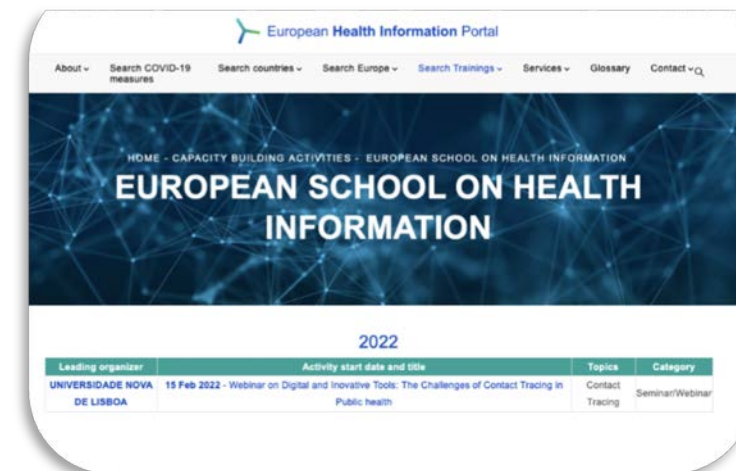 European Health Information Portal
About Search COVID-19 measures Search countries Search Europe Search Trainings Services Glossary Contact
HOME - CAPACITY BUILDING ACTIVITIES - EUROPEAN SCHOOL ON HEALTH INFORMATION
EUROPEAN SCHOOL ON HEALTH
INFORMATION
2022
Leading organizer Activity start date and title Topics Category
UNIVERSIDADE NOVA DE LISBOA
15 Feb 2022 - Webinar on Digital and Inovative Tools: The Challenges of Contact Tracing in
Public health
Contact
Tracing
Seminar/Webinar